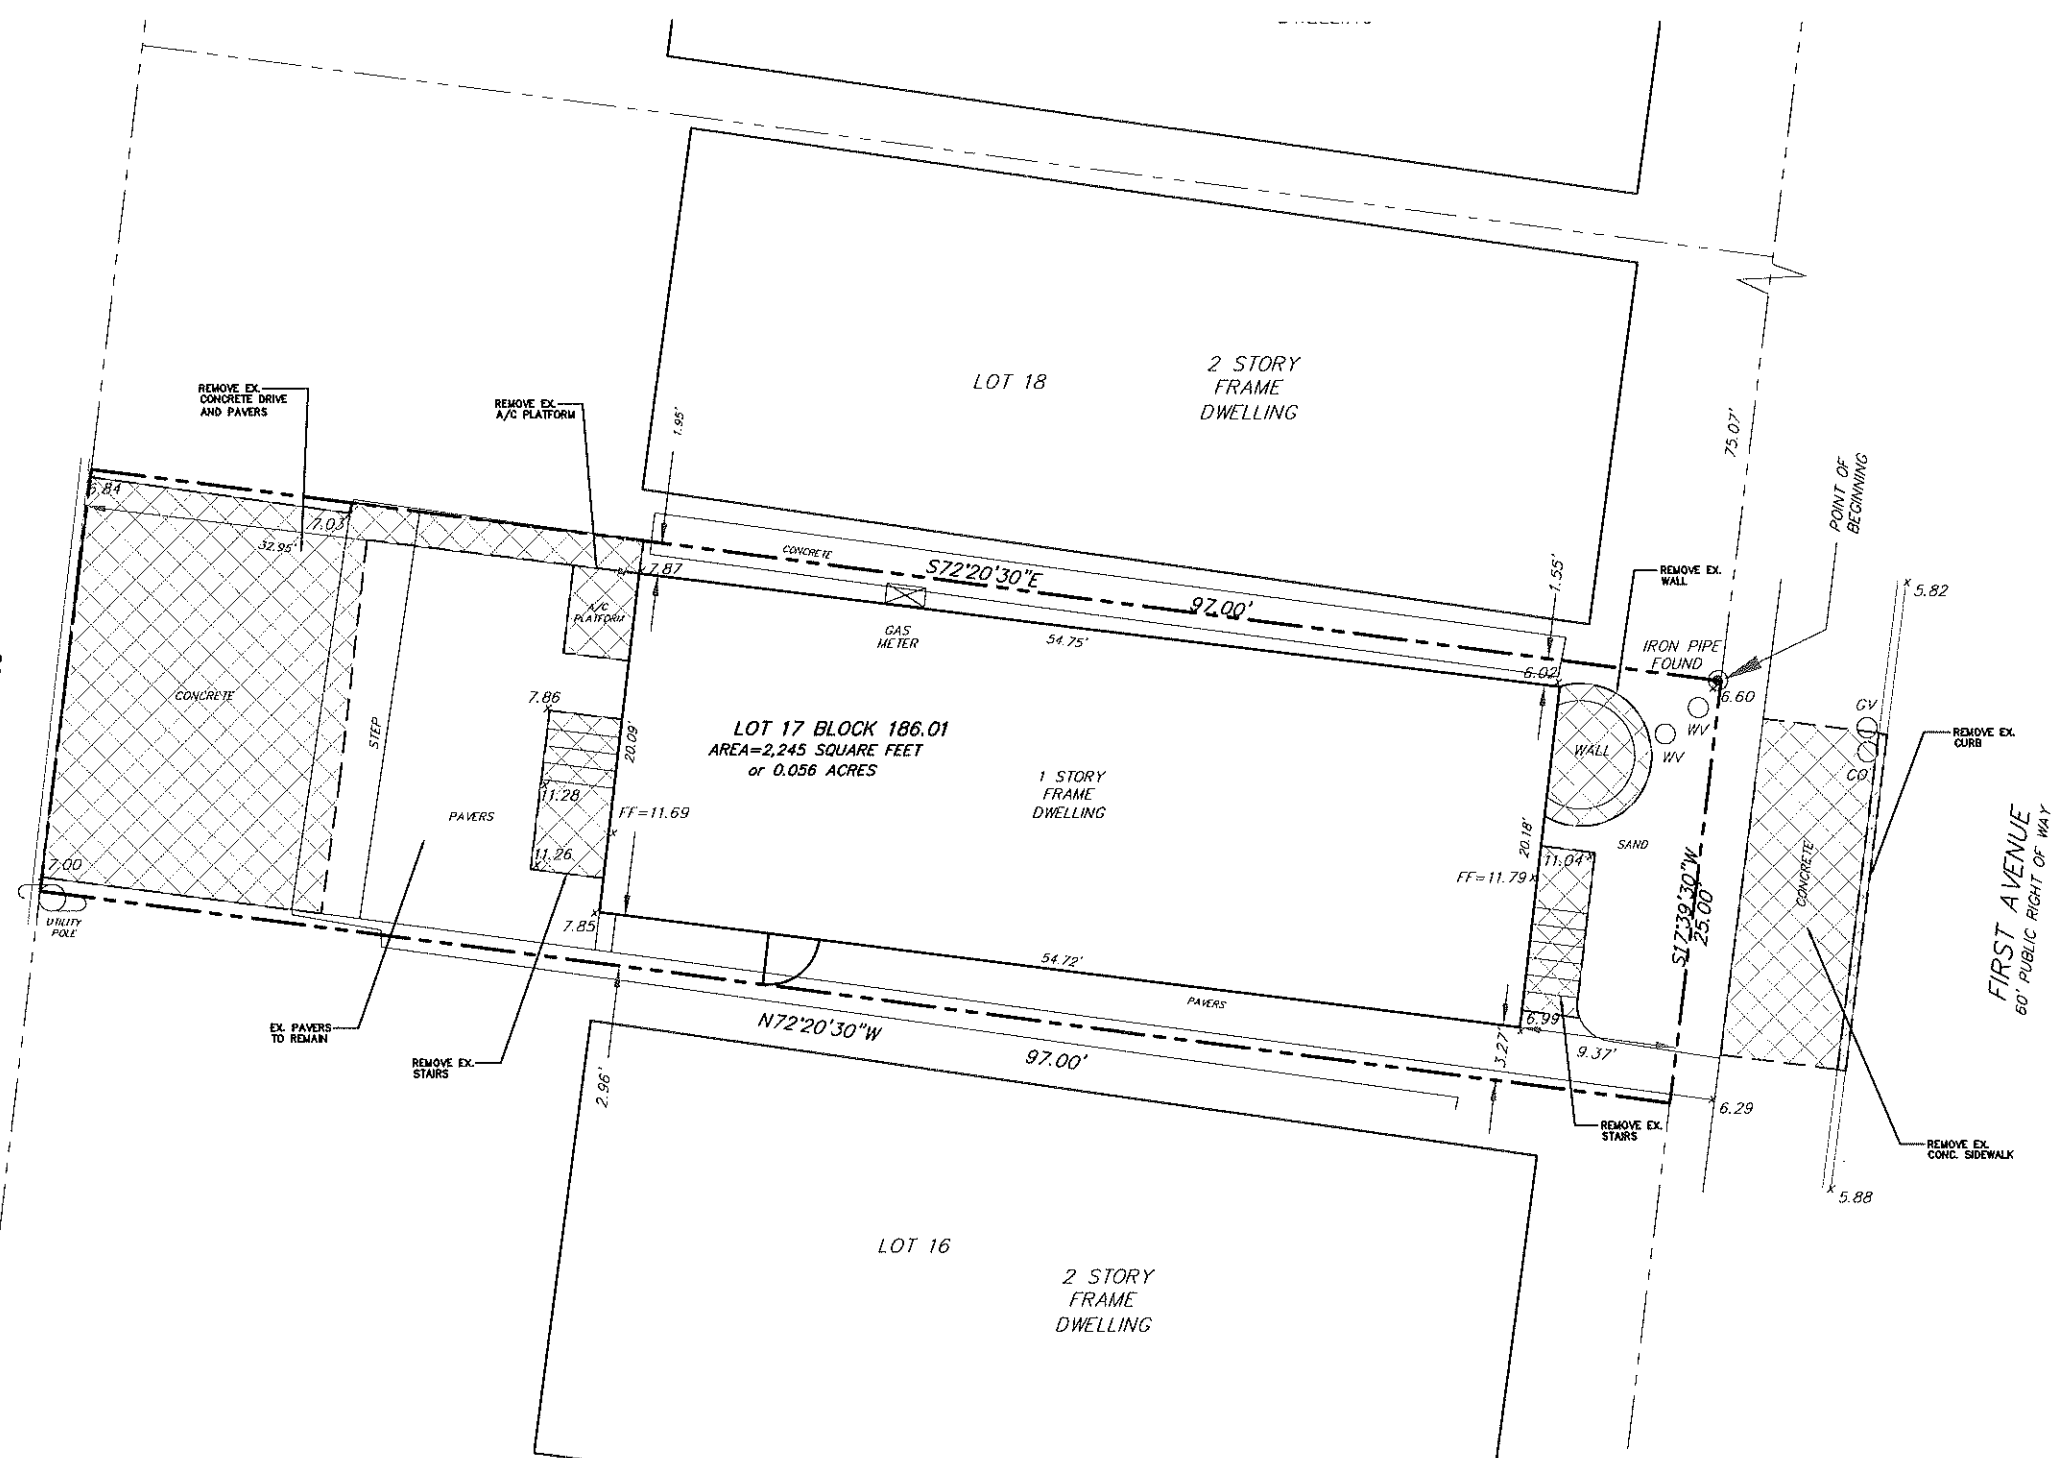 LOT 18
2 STORY
FRAME
DWELLING
75.07'
REMOVE EX.
CONCRETE DRIVE
AND PAVERS
REMOVE EX.
A/C PLATFORM
1.95'
POINT OF
BEGINNING
7.03
32.95'
7.87
CONCRETE
S72°20'30"E
97.00'
54.75'
1.55'
REMOVE EX.
WALL
IRON PIPE
FOUND
6.02
6.60
5.82
A/C
PLATFORM
GAS
METER
CONCRETE
STEP
7.86
20.09'
LOT 17 BLOCK 186.01
AREA=2,245 SQUARE FEET
or 0.056 ACRES
1 STORY
FRAME
DWELLING
WALL
WV
WV
GV
CO
REMOVE EX.
CURB
11.28
PAVERS
FF=11.69
11.26
20.18'
SAND
11.04
FF=11.79
S17°39'30"W
25.00'
CONCRETE
FIRST AVENUE
60' PUBLIC RIGHT OF WAY
7.00
UTILITY
POLE
7.85
54.72'
PAVERS
6.99
9.37'
3.27'
EX. PAVERS
TO REMAIN
REMOVE EX.
STAIRS
2.96'
N72°20'30"W
97.00'
6.29
REMOVE EX.
STAIRS
REMOVE EX.
CONC. SIDEWALK
5.88
LOT 16
2 STORY
FRAME
DWELLING